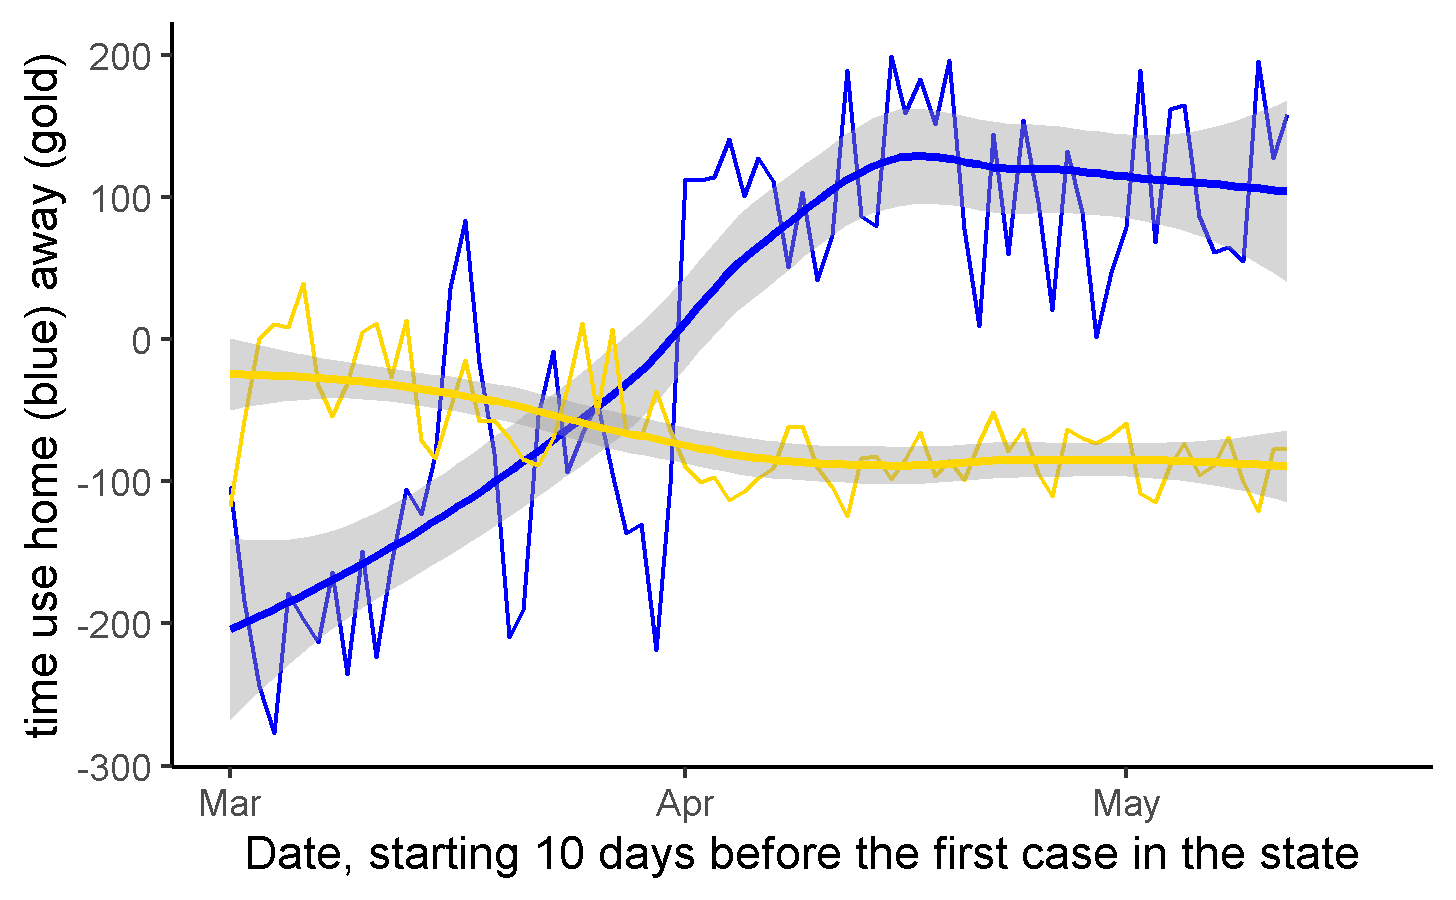 time use home (blue) away (gold)
200
100
0
-100
-200
-300
Mar
Apr
May
Date, starting 10 days before the first case in the state